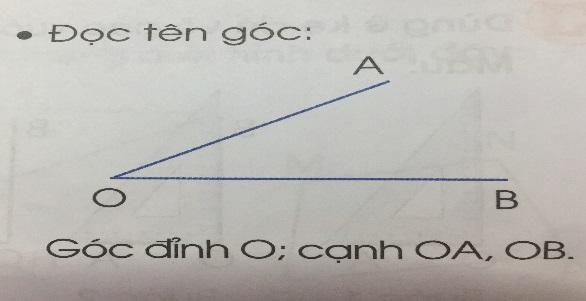 • Đọc tên góc:
A
O
B
Góc đỉnh O; cạnh OA, OB.